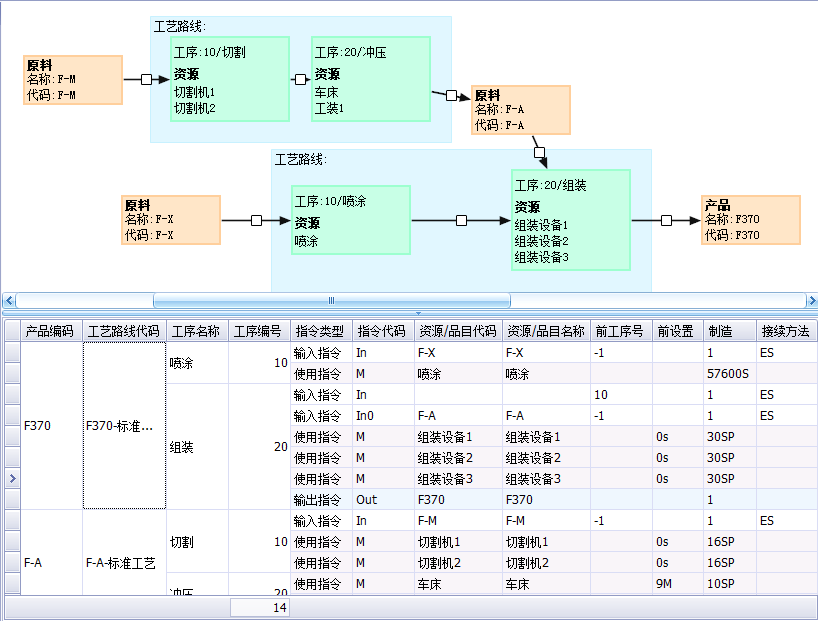 工艺路线:
工序:10/切割
资源
切割机1
切割机2
工序:20/冲压
资源
车床
工装1
原料
名称:F-M
代码:F-M
原料
名称:F-A
代码:F-A
工艺路线:
原料
名称:F-X
代码:F-X
工序:10/喷涂
资源
喷涂
工序:20/组装
资源
组装设备1
组装设备2
组装设备3
产品
名称:F370
代码:F370
产品编码 工艺路线代码 工序名称 工序编号 指令类型 指令代码 资源/品目代码 资源/品目名称 前工序号 前设置 制造 接续方法
F370 F370-标准... 喷涂 10 输入指令 In F-X F-X -1 1 ES
使用指令 M 喷涂 喷涂 57600S
组装 20 输入指令 In 10 1 ES
输入指令 In0 F-A F-A -1 1 ES
使用指令 M 组装设备1 组装设备1 0s 30SP
使用指令 M 组装设备2 组装设备2 0s 30SP
使用指令 M 组装设备3 组装设备3 0s 30SP
输出指令 Out F370 F370 1
F-A F-A-标准工艺 切割 10 输入指令 In F-M F-M -1 1 ES
使用指令 M 切割机1 切割机1 0s 16SP
使用指令 M 切割机2 切割机2 0s 16SP
冲压 20 使用指令 M 车床 车床 9M 10SP
14